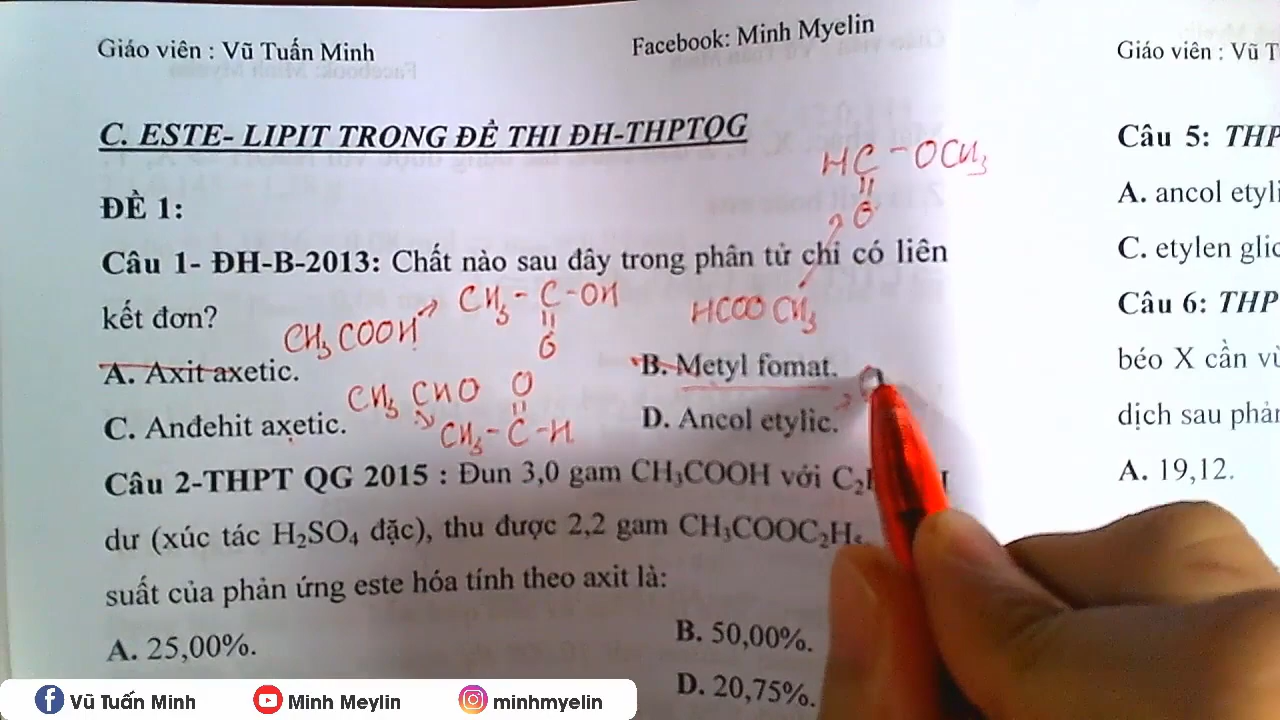 Giáo viên : Vũ Tuấn Minh
Facebook: Minh Myelin
C. ESTE- LIPIT TRONG ĐỀ THI ĐH-THPTQG
HC - OCH3
O
ĐỀ 1:
Câu 1- ĐH-B-2013: Chất nào sau đây trong phân tử chỉ có liên
kết đơn?
CH3COOH
CH3 - C - OH
O
HCOOCH3
A. Axit axetic.
B. Metyl fomat.
CH3CHO
O
CH3 - C - H
C. Anđehit axetic.
D. Ancol etylic.
Câu 2-THPT QG 2015 : Đun 3,0 gam CH₃COOH với
dư (xúc tác H₂SO₄ đặc), thu được 2,2 gam CH₃COOC₂H₅
suất của phản ứng este hóa tính theo axit là:
A. 25,00%.
B. 50,00%.
D. 20,75%.
Giáo viên : Vũ T
Câu 5: THP
A. ancol etyli
C. etylen glic
Câu 6: THP
béo X cần vừ
dịch sau phản
A. 19,12.
Vũ Tuấn Minh
Minh Meylin
minhmyelin